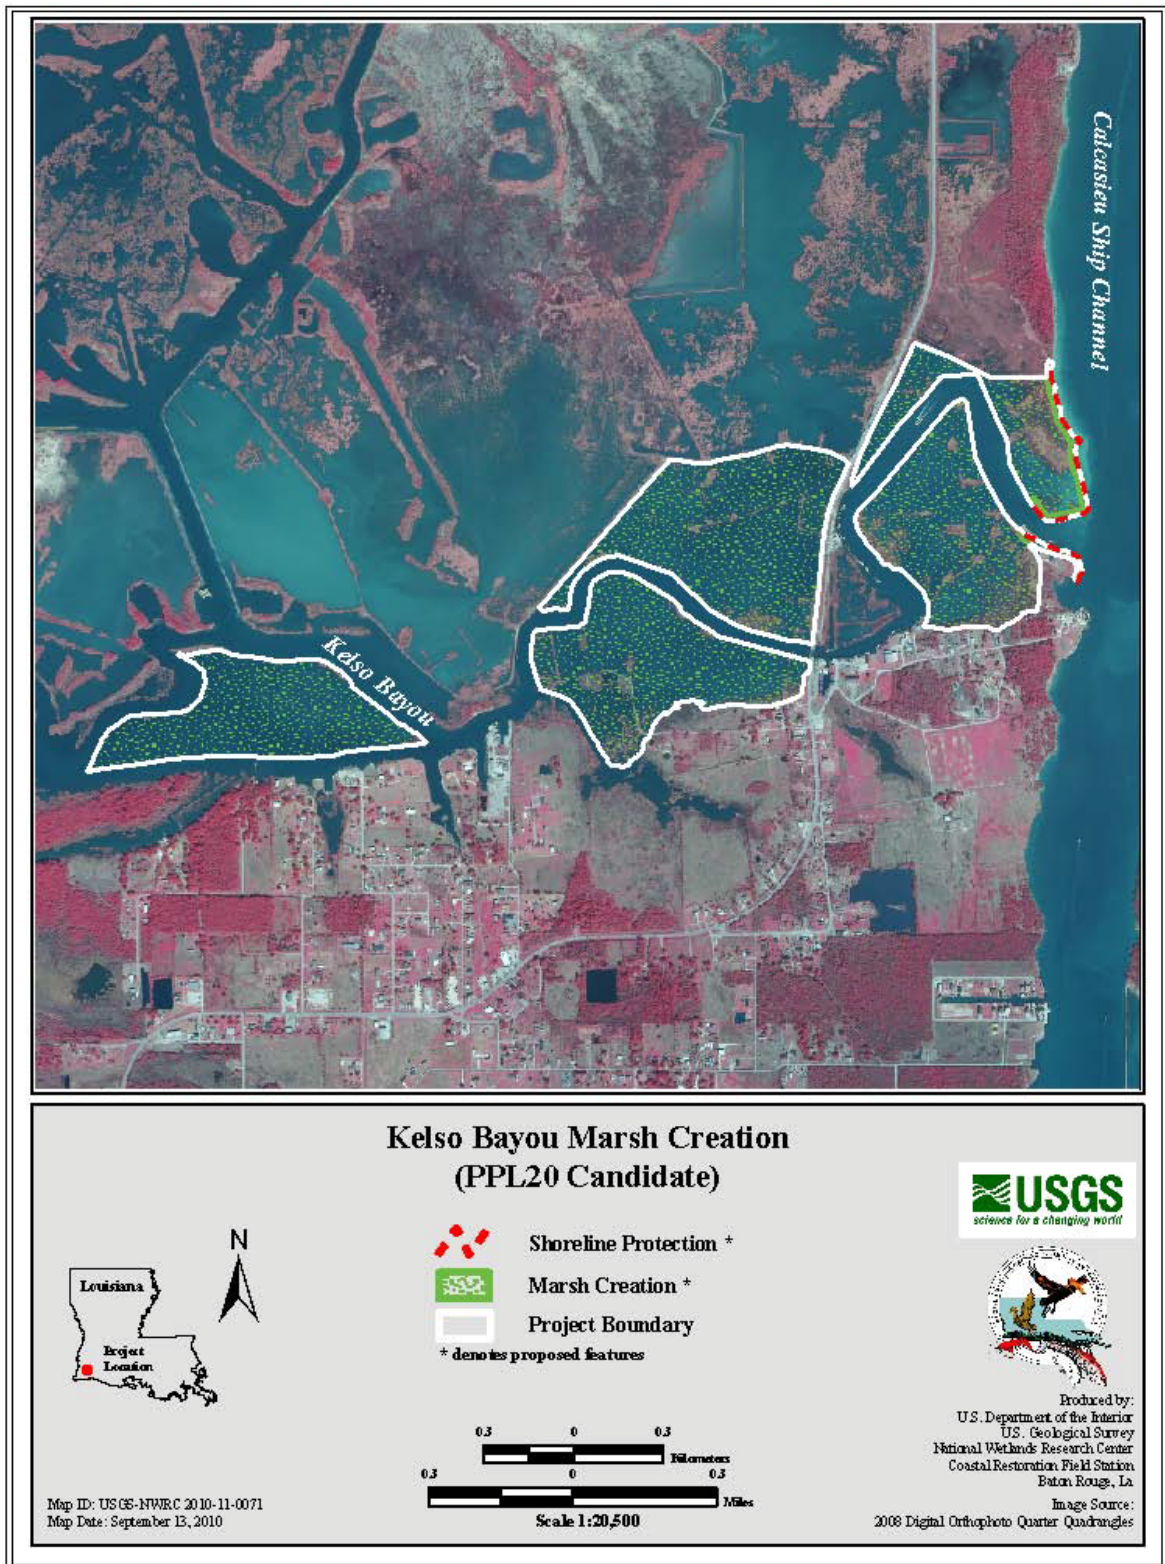 Calcasieu Ship Channel
Kelso Bayou
Kelso Bayou Marsh Creation
(PPL20 Candidate)
USGS
science for a changing world
N
Shoreline Protection *
Marsh Creation *
Project Boundary
* denotes proposed features
Louisiana
Project
Location
0.3 0 0.3
Kilometers
0.3 0 0.3
Miles
Scale 1:20,500
Map ID: USGS-NWRC 2010-11-0071
Map Date: September 13, 2010
Produced by:
U.S. Department of the Interior
U.S. Geological Survey
National Wetlands Research Center
Coastal Restoration Field Station
Baton Rouge, La
Image Source:
2008 Digital Orthophoto Quarter Quadrangles